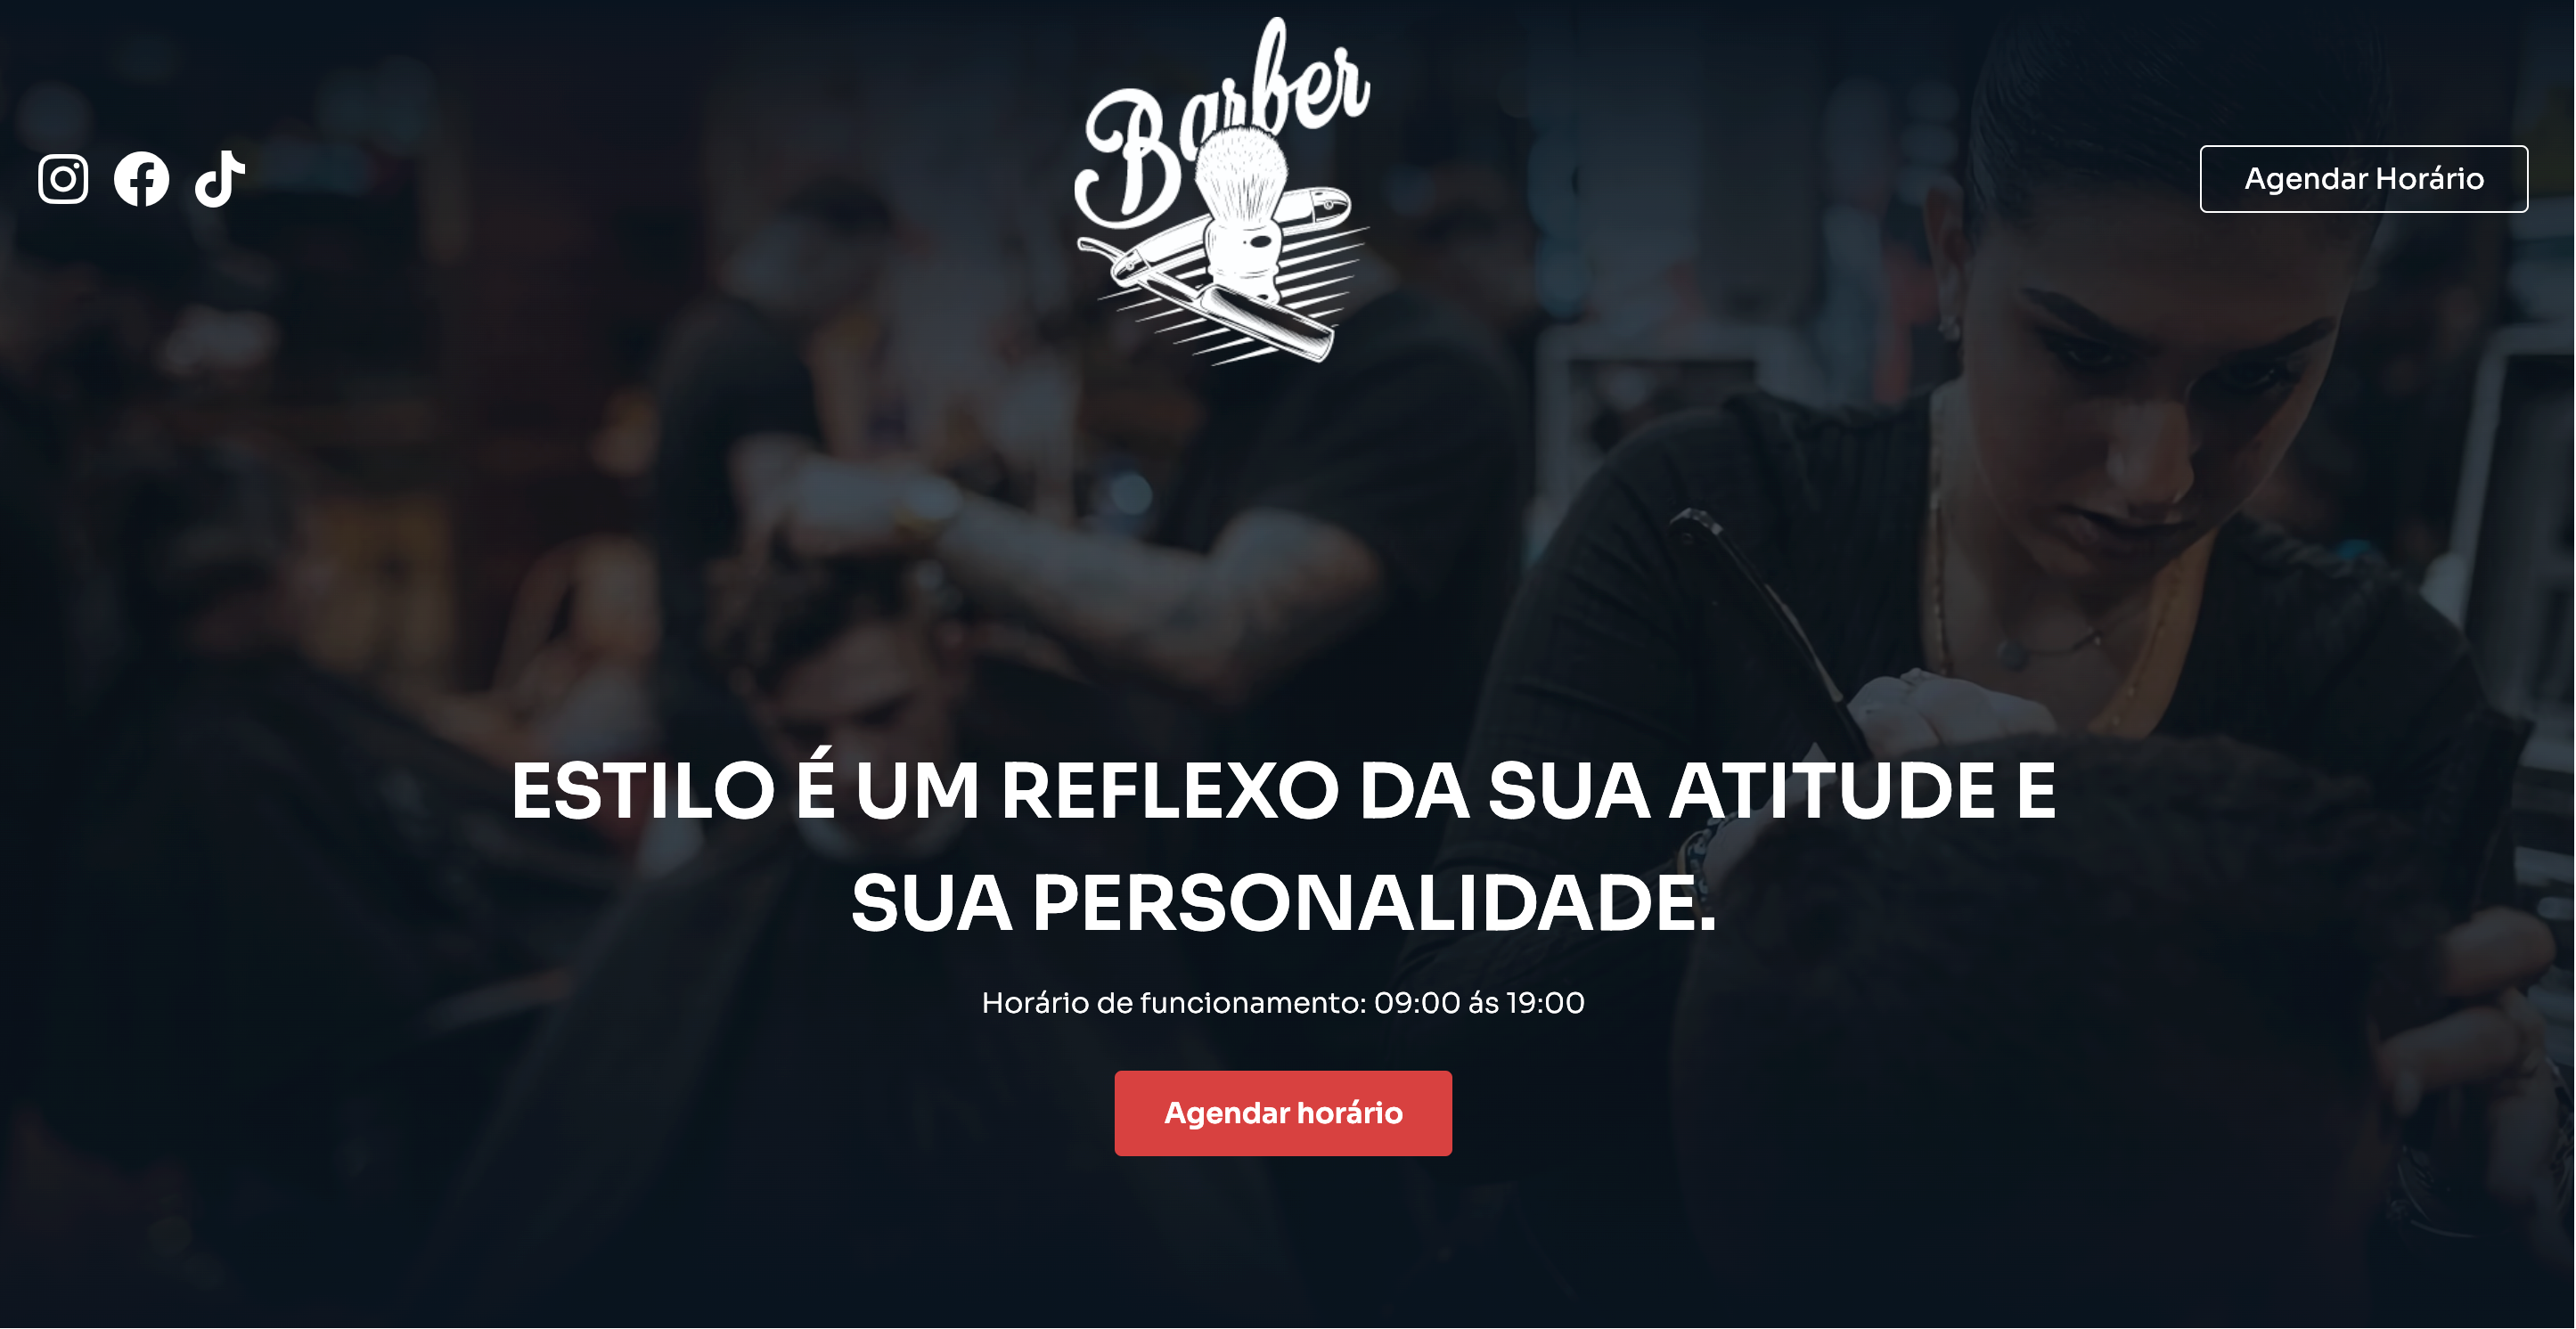 Barber
Agendar Horário
ESTILO É UM REFLEXO DA SUA ATITUDE E
SUA PERSONALIDADE.
Horário de funcionamento: 09:00 ás 19:00
Agendar horário